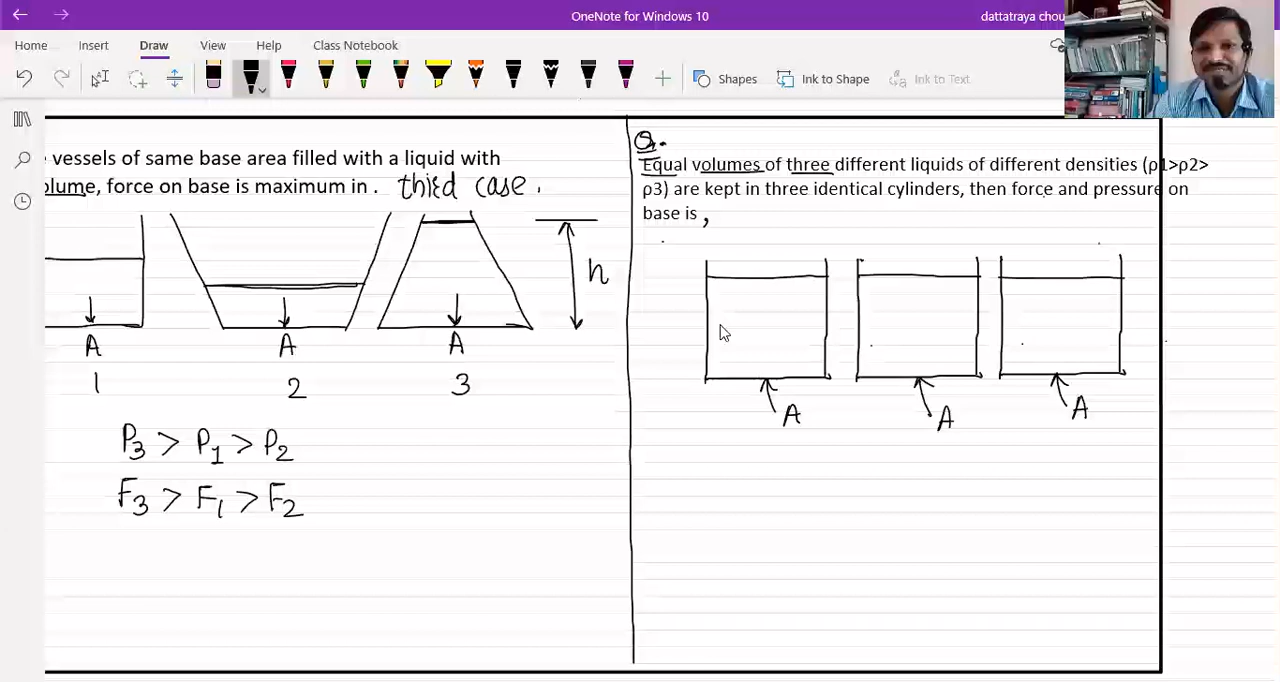 OneNote for Windows 10
dattatraya chou
Home Insert Draw View Help Class Notebook
Shapes Ink to Shape Ink to Text
vessels of same base area filled with a liquid with
olume, force on base is maximum in . third case.
h
A A A
1 2 3
P3 > P1 > P2
F3 > F1 > F2
Q.
Equal volumes of three different liquids of different densities (ρ1>ρ2>
ρ3) are kept in three identical cylinders, then force and pressure on
base is ,
A A A